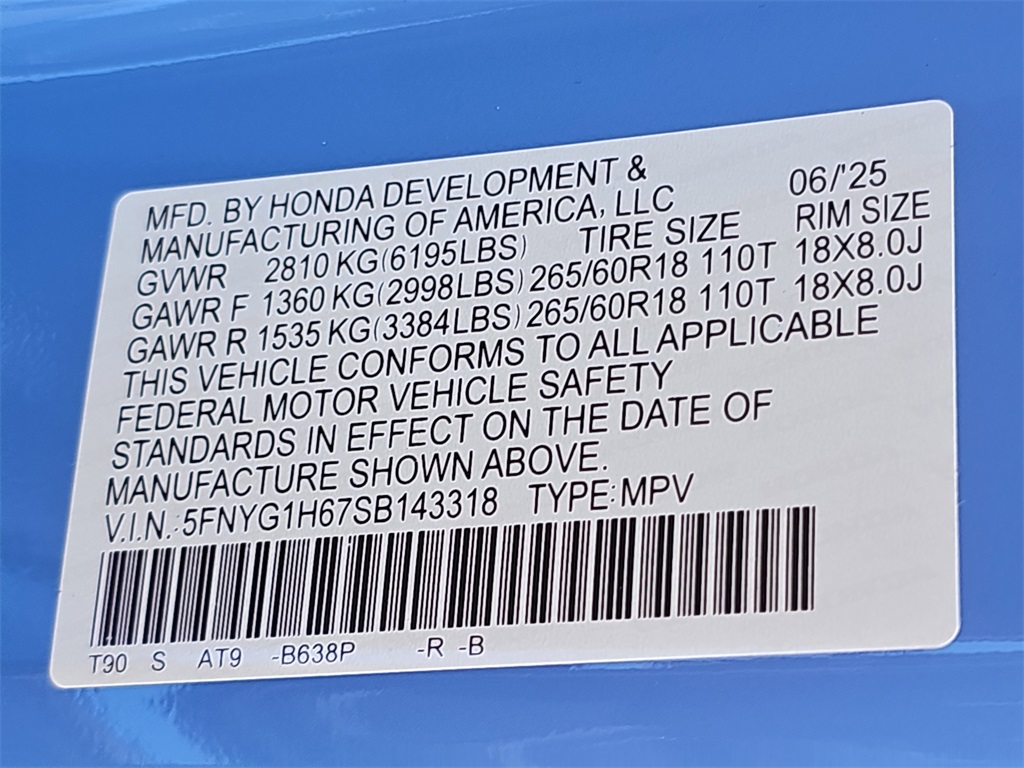 MFD. BY HONDA DEVELOPMENT & 06/'25
MANUFACTURING OF AMERICA, LLC RIM SIZE
GVWR 2810 KG(6195LBS) TIRE SIZE
GAWR F 1360 KG(2998LBS) 265/60R18 110T 18X8.0J
GAWR R 1535 KG(3384LBS) 265/60R18 110T 18X8.0J
THIS VEHICLE CONFORMS TO ALL APPLICABLE
FEDERAL MOTOR VEHICLE SAFETY
STANDARDS IN EFFECT ON THE DATE OF
MANUFACTURE SHOWN ABOVE.
V.I.N.:5FNYG1H67SB143318 TYPE:MPV
T90 S AT9 -B638P -R -B